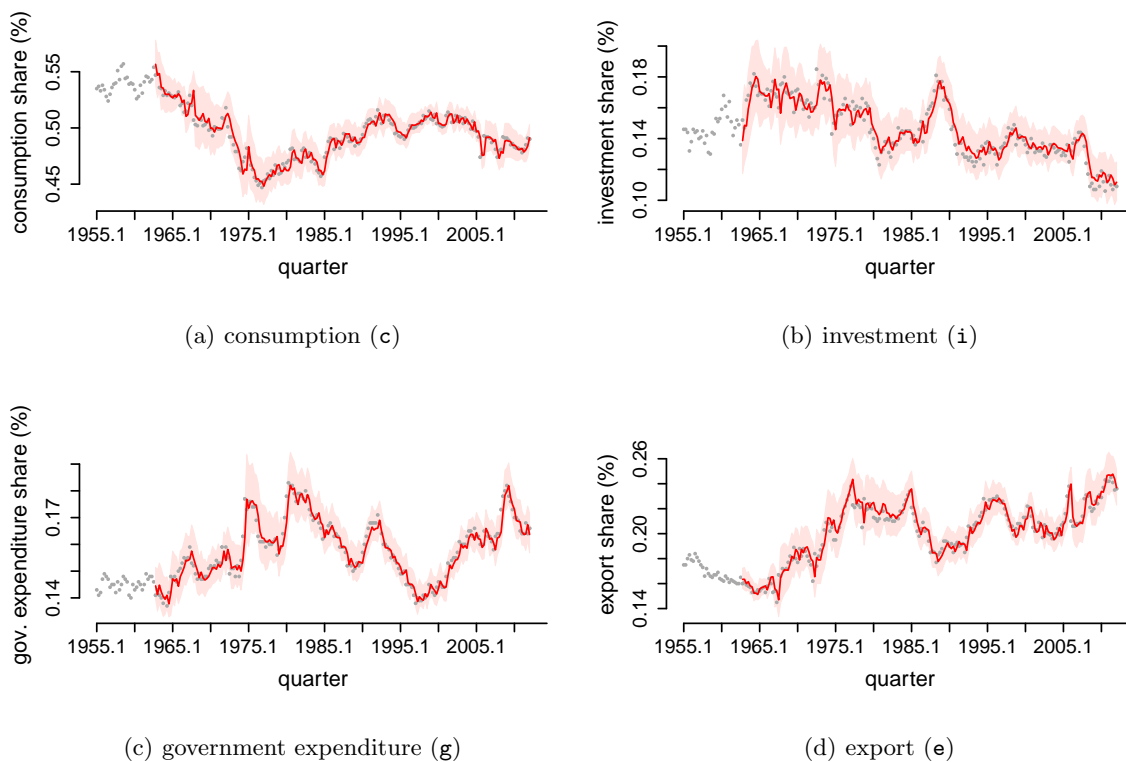 consumption share (%)
0.55
0.50
0.45
1955.1 1965.1 1975.1 1985.1 1995.1 2005.1
quarter
(a) consumption (c)
investment share (%)
0.18
0.14
0.10
1955.1 1965.1 1975.1 1985.1 1995.1 2005.1
quarter
(b) investment (i)
gov. expenditure share (%)
0.17
0.14
1955.1 1965.1 1975.1 1985.1 1995.1 2005.1
quarter
(c) government expenditure (g)
export share (%)
0.26
0.20
0.14
1955.1 1965.1 1975.1 1985.1 1995.1 2005.1
quarter
(d) export (e)